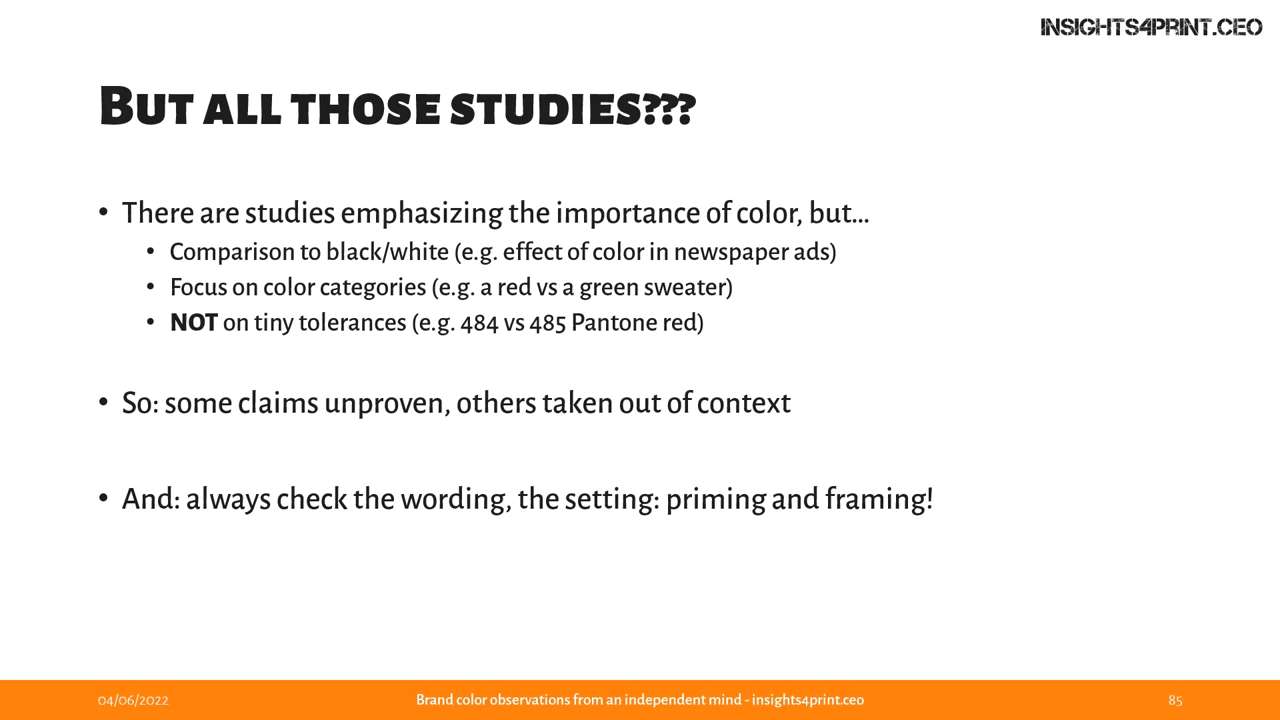 INSIGHTS4PRINT.CEO
But all those studies???
• There are studies emphasizing the importance of color, but...
• Comparison to black/white (e.g. effect of color in newspaper ads)
• Focus on color categories (e.g. a red vs a green sweater)
• NOT on tiny tolerances (e.g. 484 vs 485 Pantone red)
• So: some claims unproven, others taken out of context
• And: always check the wording, the setting: priming and framing!
04/06/2022 Brand color observations from an independent mind - insights4print.ceo 85